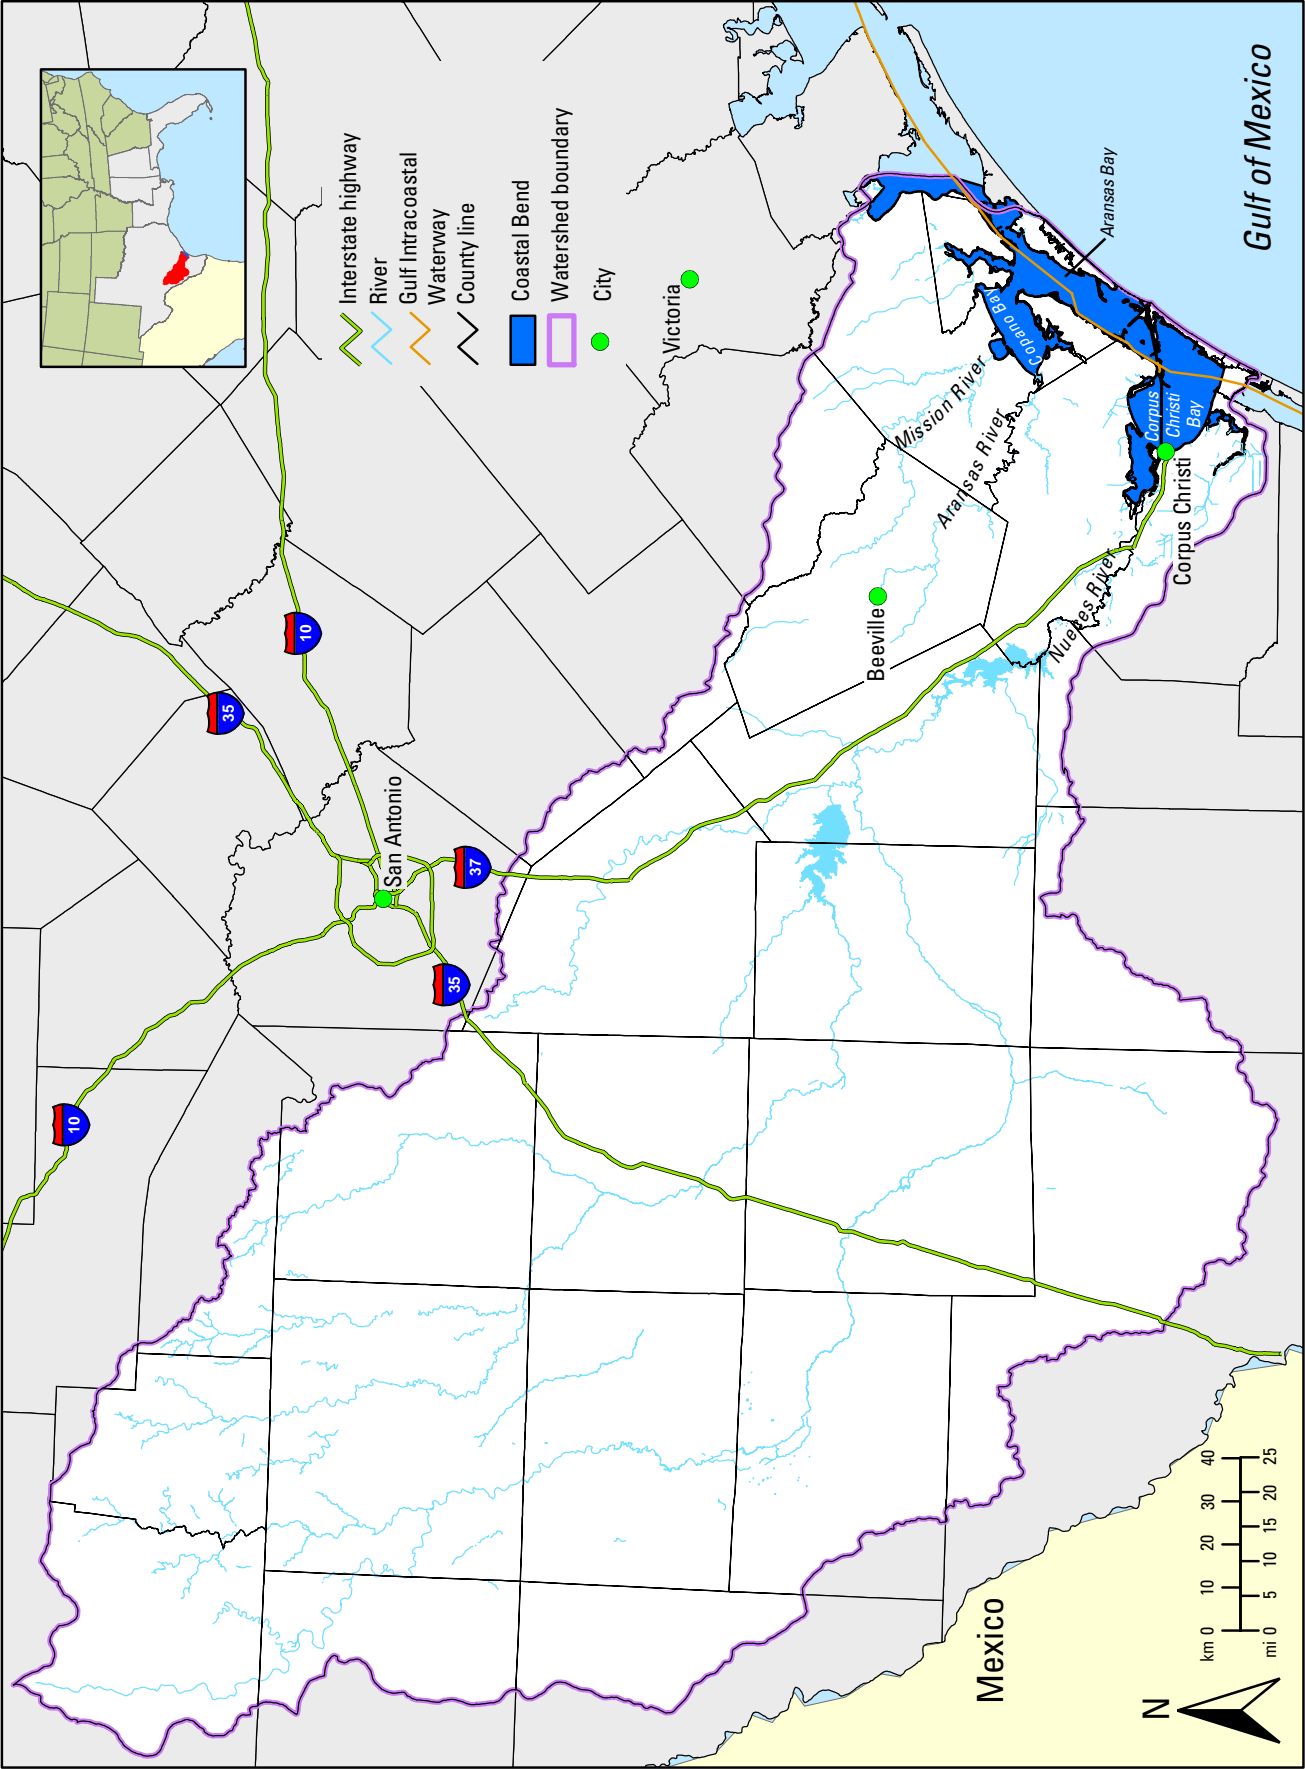 Interstate highway
River
Gulf Intracoastal
Waterway
County line
Coastal Bend
Watershed boundary
City
10
35
10
35
37
San Antonio
Victoria
Beeville
Mission River
Aransas River
Nueces River
Copano Bay
Aransas Bay
Corpus
Christi
Bay
Corpus Christi
Gulf of Mexico
Mexico
N
km 0 10 20 30 40
mi 0 5 10 15 20 25